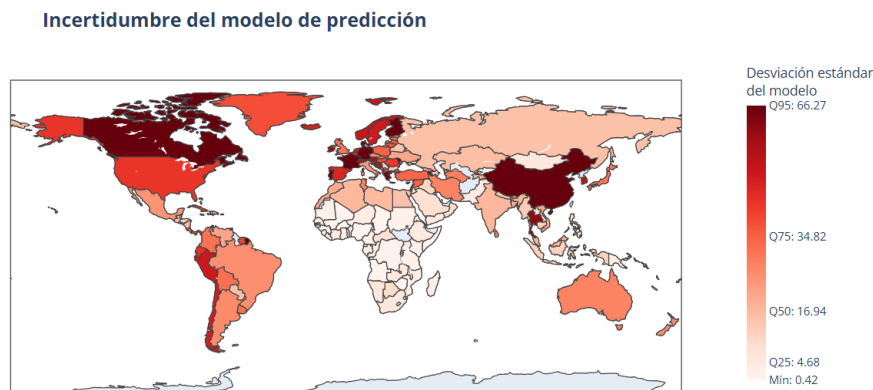 Incertidumbre del modelo de predicción
Desviación estándar
del modelo
Q95: 66.27
Q75: 34.82
Q50: 16.94
Q25: 4.68
Mín: 0.42